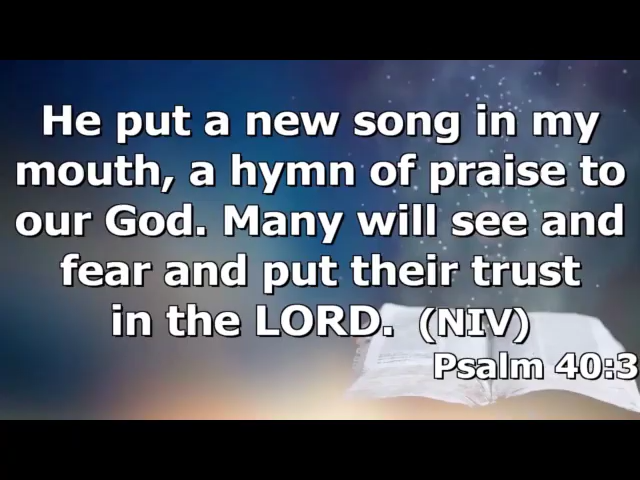 He put a new song in my
mouth, a hymn of praise to
our God. Many will see and
fear and put their trust
in the LORD. (NIV)
Psalm 40:3